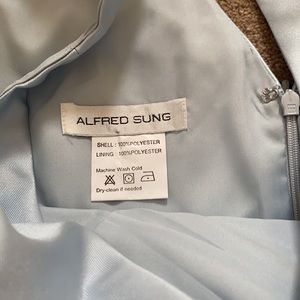 ALFRED SUNG
SHELL : 100%POLYESTER
LINING : 100%POLYESTER
Machine Wash Cold
Dry-clean if needed